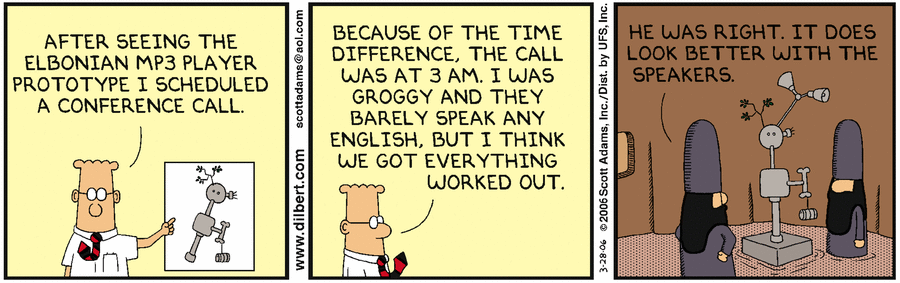 AFTER SEEING THE
ELBONIAN MP3 PLAYER
PROTOTYPE I SCHEDULED
A CONFERENCE CALL.
www.dilbert.com scottadams@aol.com
BECAUSE OF THE TIME
DIFFERENCE, THE CALL
WAS AT 3 AM. I WAS
GROGGY AND THEY
BARELY SPEAK ANY
ENGLISH, BUT I THINK
WE GOT EVERYTHING
WORKED OUT.
3-28-06 ©2006 Scott Adams, Inc./Dist. by UFS, Inc.
HE WAS RIGHT. IT DOES
LOOK BETTER WITH THE
SPEAKERS.